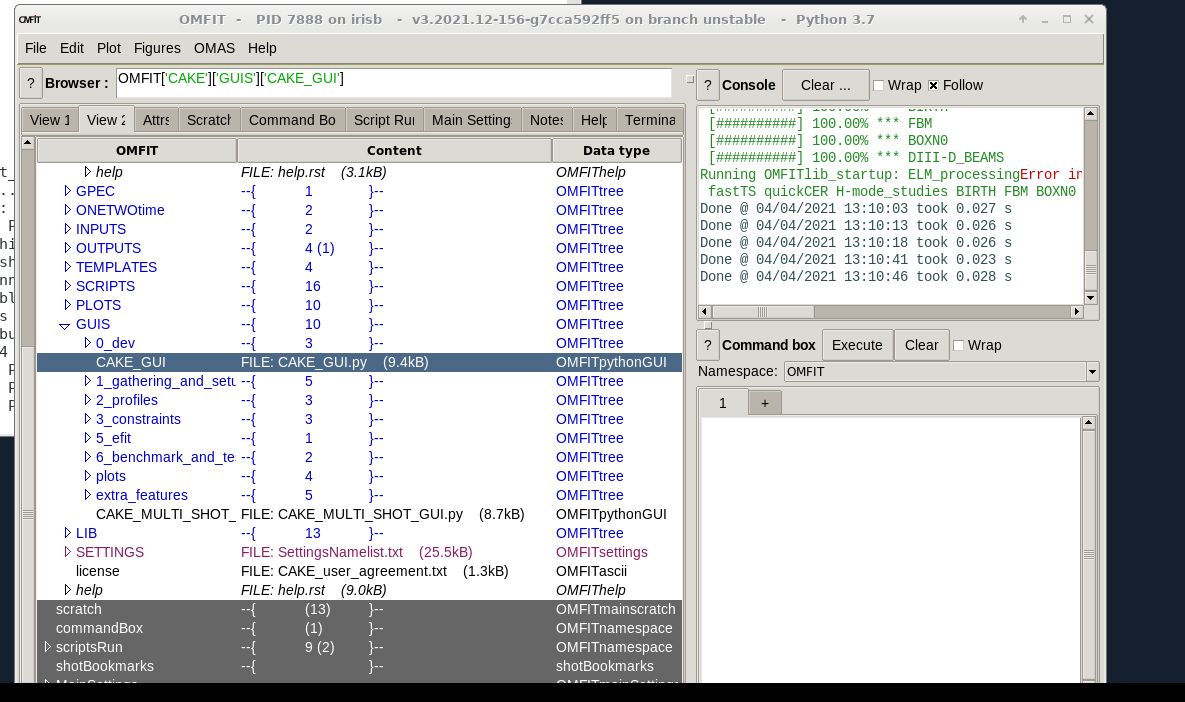 OMFIT - PID 7888 on irisb - v3.2021.12-156-g7cca592ff5 on branch unstable - Python 3.7
File Edit Plot Figures OMAS Help
? Browser : OMFIT['CAKE']['GUIS']['CAKE_GUI']
View 1 View 2 Attrs Scratch Command Bo Script Ru Main Setting Notes Help Termina
OMFIT Content Data type
help FILE: help.rst (3.1kB) OMFIThelp
GPEC --{ 1 }-- OMFITtree
ONETWOtime --{ 2 }-- OMFITtree
INPUTS --{ 2 }-- OMFITtree
OUTPUTS --{ 4 (1) }-- OMFITtree
TEMPLATES --{ 4 }-- OMFITtree
SCRIPTS --{ 16 }-- OMFITtree
PLOTS --{ 10 }-- OMFITtree
GUIS --{ 10 }-- OMFITtree
0_dev --{ 3 }-- OMFITtree
CAKE_GUI FILE: CAKE_GUI.py (9.4kB) OMFITpythonGUI
1_gathering_and_setu --{ 5 }-- OMFITtree
2_profiles --{ 3 }-- OMFITtree
3_constraints --{ 3 }-- OMFITtree
5_efit --{ 1 }-- OMFITtree
6_benchmark_and_te --{ 2 }-- OMFITtree
plots --{ 4 }-- OMFITtree
extra_features --{ 5 }-- OMFITtree
CAKE_MULTI_SHOT_ FILE: CAKE_MULTI_SHOT_GUI.py (8.7kB) OMFITpythonGUI
LIB --{ 13 }-- OMFITtree
SETTINGS FILE: SettingsNamelist.txt (25.5kB) OMFITsettings
license FILE: CAKE_user_agreement.txt (1.3kB) OMFITascii
help FILE: help.rst (9.0kB) OMFIThelp
scratch --{ (13) }-- OMFITmainscratch
commandBox --{ (1) }-- OMFITnamespace
scriptsRun --{ 9 (2) }-- OMFITnamespace
shotBookmarks --{ }-- shotBookmarks
? Console Clear ... Wrap Follow
[##########] 100.00% *** BIRTH
[##########] 100.00% *** FBM
[##########] 100.00% *** BOXN0
[##########] 100.00% *** DIII-D_BEAMS
Running OMFITlib_startup: ELM_processingError in
fastTS quickCER H-mode_studies BIRTH FBM BOXN0
Done @ 04/04/2021 13:10:03 took 0.027 s
Done @ 04/04/2021 13:10:13 took 0.026 s
Done @ 04/04/2021 13:10:18 took 0.026 s
Done @ 04/04/2021 13:10:41 took 0.023 s
Done @ 04/04/2021 13:10:46 took 0.028 s
? Command box Execute Clear Wrap
Namespace: OMFIT
1 +